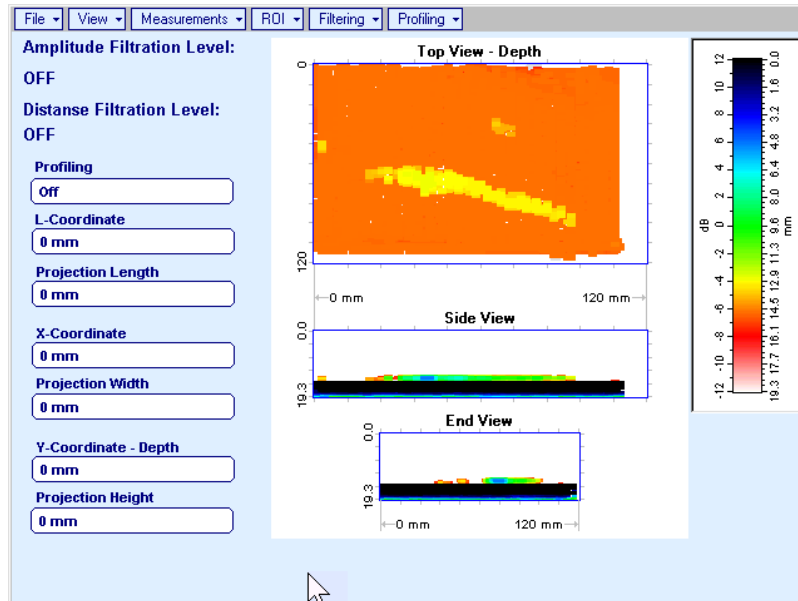 File View Measurements ROI Filtering Profiling
Amplitude Filtration Level:
OFF
Distanse Filtration Level:
OFF
Profiling
Off
L-Coordinate
0 mm
Projection Length
0 mm
X-Coordinate
0 mm
Projection Width
0 mm
Y-Coordinate - Depth
0 mm
Projection Height
0 mm
Top View - Depth
0
120
0 mm 120 mm
Side View
0.0
19.3
End View
0.0
19.3
0 mm 120 mm
12
10
8
6
4
2
0
-2
-4
-6
-8
-10
-12
dB
0.0
1.6
3.2
4.8
6.4
8.0
9.6
11.3
12.9
14.5
16.1
17.7
19.3
mm